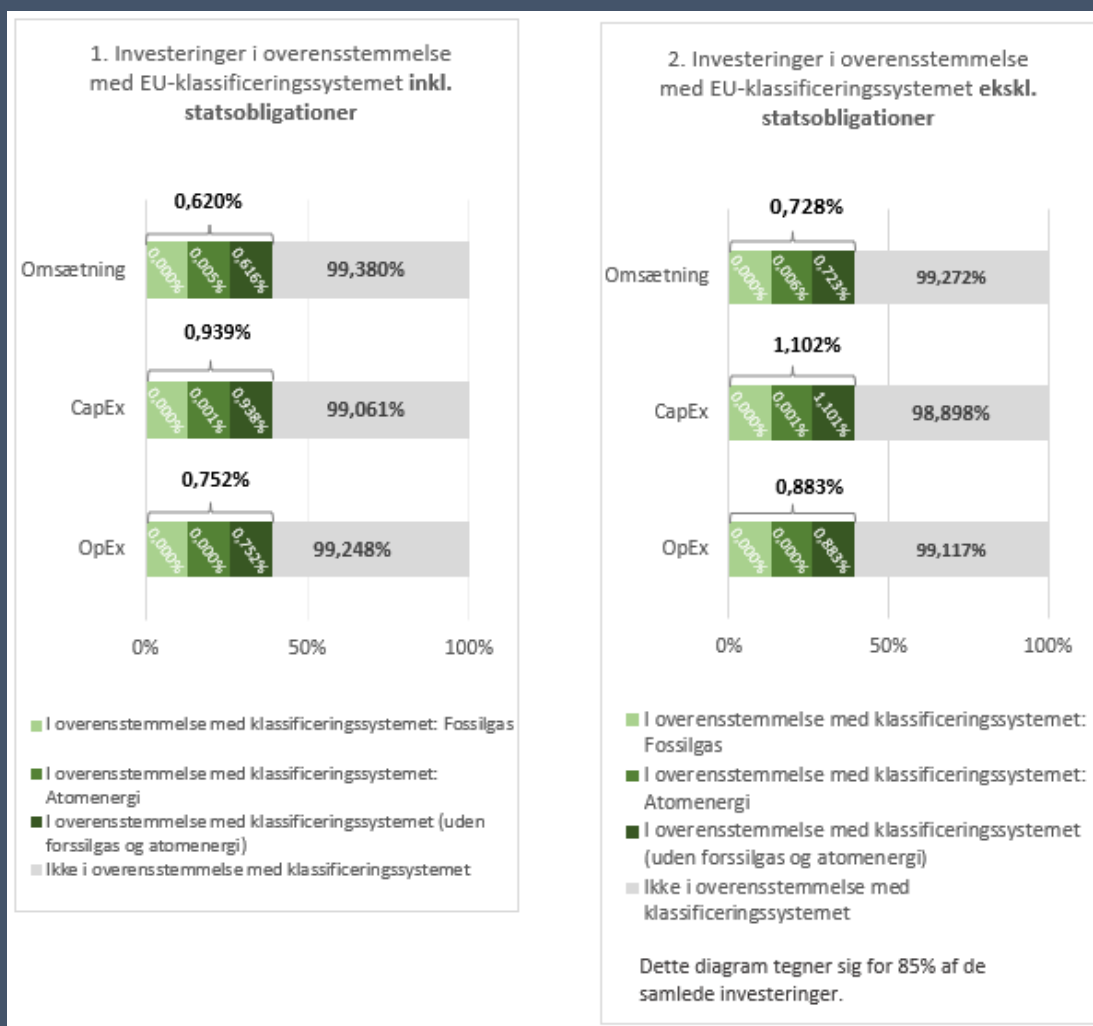 1. Investeringer i overensstemmelse
med EU-klassificeringssystemet inkl.
statsobligationer
0,620%
Omsætning
0,000%
0,005%
0,616%
99,380%
0,939%
CapEx
0,000%
0,001%
0,938%
99,061%
0,752%
OpEx
0,000%
0,000%
0,752%
99,248%
0%
50%
100%
I overensstemmelse med klassificeringssystemet: Fossilgas
I overensstemmelse med klassificeringssystemet:
Atomenergi
I overensstemmelse med klassificeringssystemet (uden
forssilgas og atomenergi)
Ikke i overensstemmelse med klassificeringssystemet
2. Investeringer i overensstemmelse
med EU-klassificeringssystemet ekskl.
statsobligationer
0,728%
Omsætning
0,000%
0,006%
0,723%
99,272%
1,102%
CapEx
0,000%
0,001%
1,101%
98,898%
0,883%
OpEx
0,000%
0,000%
0,883%
99,117%
0%
50%
100%
I overensstemmelse med klassificeringssystemet:
Fossilgas
I overensstemmelse med klassificeringssystemet:
Atomenergi
I overensstemmelse med klassificeringssystemet
(uden forssilgas og atomenergi)
Ikke i overensstemmelse med
klassificeringssystemet
Dette diagram tegner sig for 85% af de
samlede investeringer.